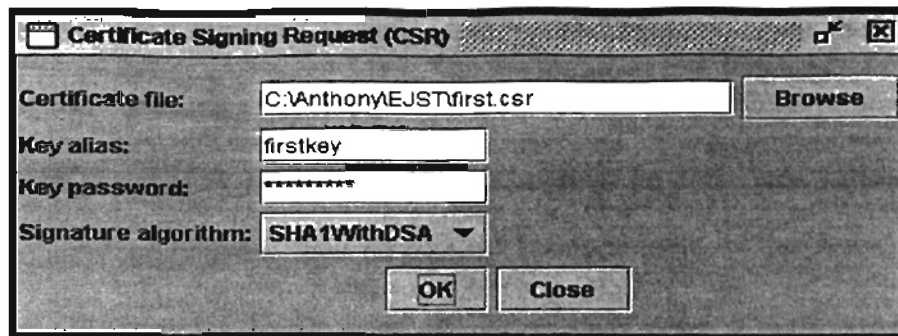 Certificate Signing Request (CSR)
Certificate file: C:\Anthony\EJST\first.csr Browse
Key alias: firstkey
Key password: *********
Signature algorithm: SHA1WithDSA
OK Close